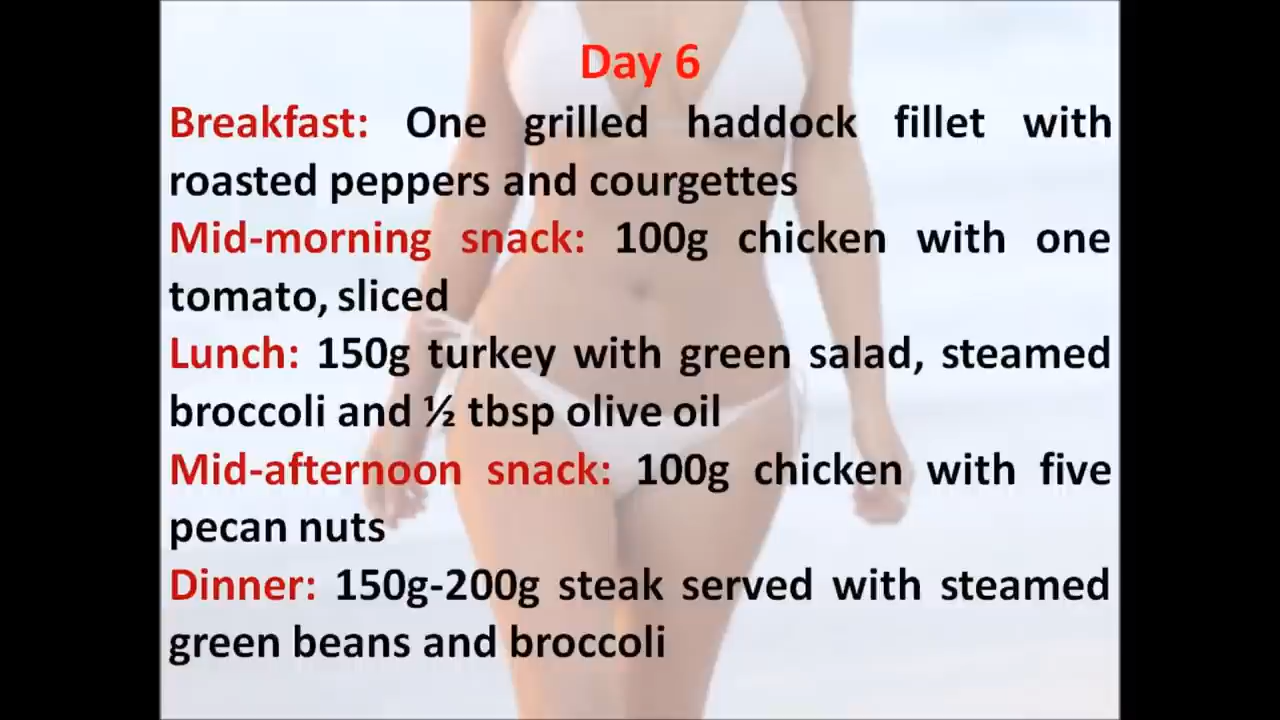 Day 6
Breakfast: One grilled haddock fillet with
roasted peppers and courgettes
Mid-morning snack: 100g chicken with one
tomato, sliced
Lunch: 150g turkey with green salad, steamed
broccoli and ½ tbsp olive oil
Mid-afternoon snack: 100g chicken with five
pecan nuts
Dinner: 150g-200g steak served with steamed
green beans and broccoli